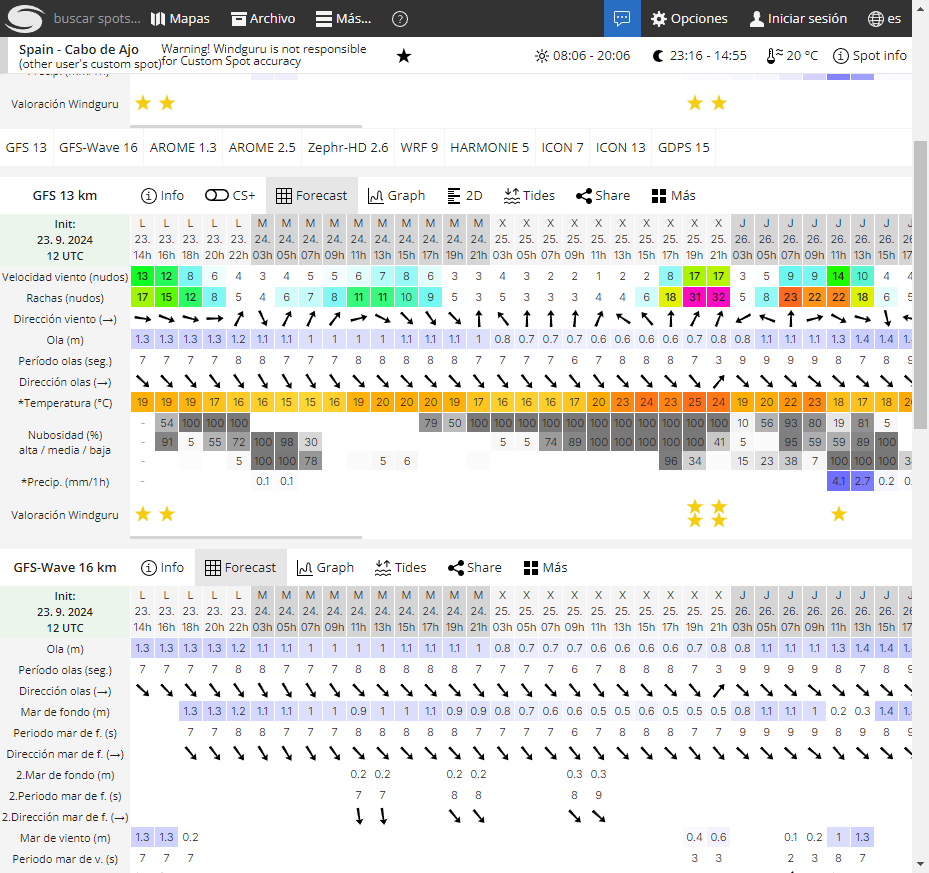 buscar spots... Mapas Archivo Más... ? Opciones Iniciar sesión es
Spain - Cabo de Ajo
(other user's custom spot)
Warning! Windguru is not responsible
for Custom Spot accuracy
08:06 - 20:06 23:16 - 14:55 20 °C Spot info
Valoración Windguru
GFS 13 GFS-Wave 16 AROME 1.3 AROME 2.5 Zephr-HD 2.6 WRF 9 HARMONIE 5 ICON 7 ICON 13 GDPS 15
GFS 13 km Info CS+ Forecast Graph 2D Tides Share Más
Init: L L L L L M M M M M M M M M M X X X X X X X X X X J J J J J J J
23. 9. 2024 23. 23. 23. 23. 23. 24. 24. 24. 24. 24. 24. 24. 24. 24. 24. 25. 25. 25. 25. 25. 25. 25. 25. 25. 25. 26. 26. 26. 26. 26. 26. 26.
12 UTC 14h 16h 18h 20h 22h 03h 05h 07h 09h 11h 13h 15h 17h 19h 21h 03h 05h 07h 09h 11h 13h 15h 17h 19h 21h 03h 05h 07h 09h 11h 13h 15h
Velocidad viento (nudos) 13 12 8 6 4 3 4 5 5 6 7 8 6 3 3 4 3 2 2 1 2 2 8 17 17 3 5 9 9 14 10 4
Rachas (nudos) 17 15 12 8 5 4 6 7 8 11 11 10 9 5 3 5 3 3 3 3 4 6 18 31 32 5 8 23 22 22 18 6
Dirección viento (→)
Ola (m) 1.3 1.3 1.3 1.3 1.2 1.1 1.1 1 1 1 1 1.1 1.1 1.1 1 0.8 0.7 0.7 0.6 0.6 0.6 0.6 0.6 0.7 0.8 0.8 1.1 1.1 1.1 1.3 1.4 1.4
Período olas (seg.) 7 7 7 7 8 8 7 7 7 8 8 8 8 8 7 7 7 7 6 7 8 8 8 7 3 9 9 9 9 8 7 8
Dirección olas (→)
*Temperatura (°C) 19 19 19 17 16 16 15 15 16 19 20 20 20 19 17 16 16 16 17 20 23 24 23 25 24 19 20 22 23 18 17 18
Nubosidad (%)
alta / media / baja
- 54 100 100 100 79 50 100 100 100 100 100 100 100 100 100 100 100 10 56 93 80 19 81 5
- 91 5 55 72 100 98 30 5 5 74 89 100 100 100 100 100 41 95 59 59 89 100
- 5 100 100 78 5 6 96 34 15 23 38 7 100 100 100
*Precip. (mm/1h) - 0.1 0.1 4.1 2.7 0.2
Valoración Windguru
GFS-Wave 16 km Info Forecast Graph Tides Share Más
Init: L L L L L M M M M M M M M M M X X X X X X X X X X J J J J J J J
23. 9. 2024 23. 23. 23. 23. 23. 24. 24. 24. 24. 24. 24. 24. 24. 24. 24. 25. 25. 25. 25. 25. 25. 25. 25. 25. 25. 26. 26. 26. 26. 26. 26. 26.
12 UTC 14h 16h 18h 20h 22h 03h 05h 07h 09h 11h 13h 15h 17h 19h 21h 03h 05h 07h 09h 11h 13h 15h 17h 19h 21h 03h 05h 07h 09h 11h 13h 15h
Ola (m) 1.3 1.3 1.3 1.3 1.2 1.1 1.1 1 1 1 1 1.1 1.1 1.1 1 0.8 0.7 0.7 0.6 0.6 0.6 0.6 0.6 0.7 0.8 0.8 1.1 1.1 1.1 1.3 1.4 1.4
Período olas (seg.) 7 7 7 7 8 8 7 7 7 8 8 8 8 8 7 7 7 7 6 7 8 8 8 7 3 9 9 9 9 8 7 8
Dirección olas (→)
Mar de fondo (m) 1.3 1.3 1.2 1.1 1.1 1 1 0.9 1 1 1.1 0.9 0.9 0.8 0.7 0.6 0.6 0.5 0.5 0.6 0.5 0.5 0.5 0.8 1.1 1.1 1 0.2 0.3 1.4
Periodo mar de f. (s) 7 7 8 8 7 7 7 8 8 8 8 8 7 7 7 7 6 7 8 8 8 7 7 9 9 9 9 8 9 8
Dirección mar de f. (→)
2.Mar de fondo (m) 0.2 0.2 0.2 0.2 0.3 0.3
2.Periodo mar de f. (s) 7 7 8 8 8 9
2.Dirección mar de f. (→)
Mar de viento (m) 1.3 1.3 0.2 0.4 0.6 0.1 0.2 1 1.3
Periodo mar de v. (s) 7 7 7 3 3 2 3 8 7